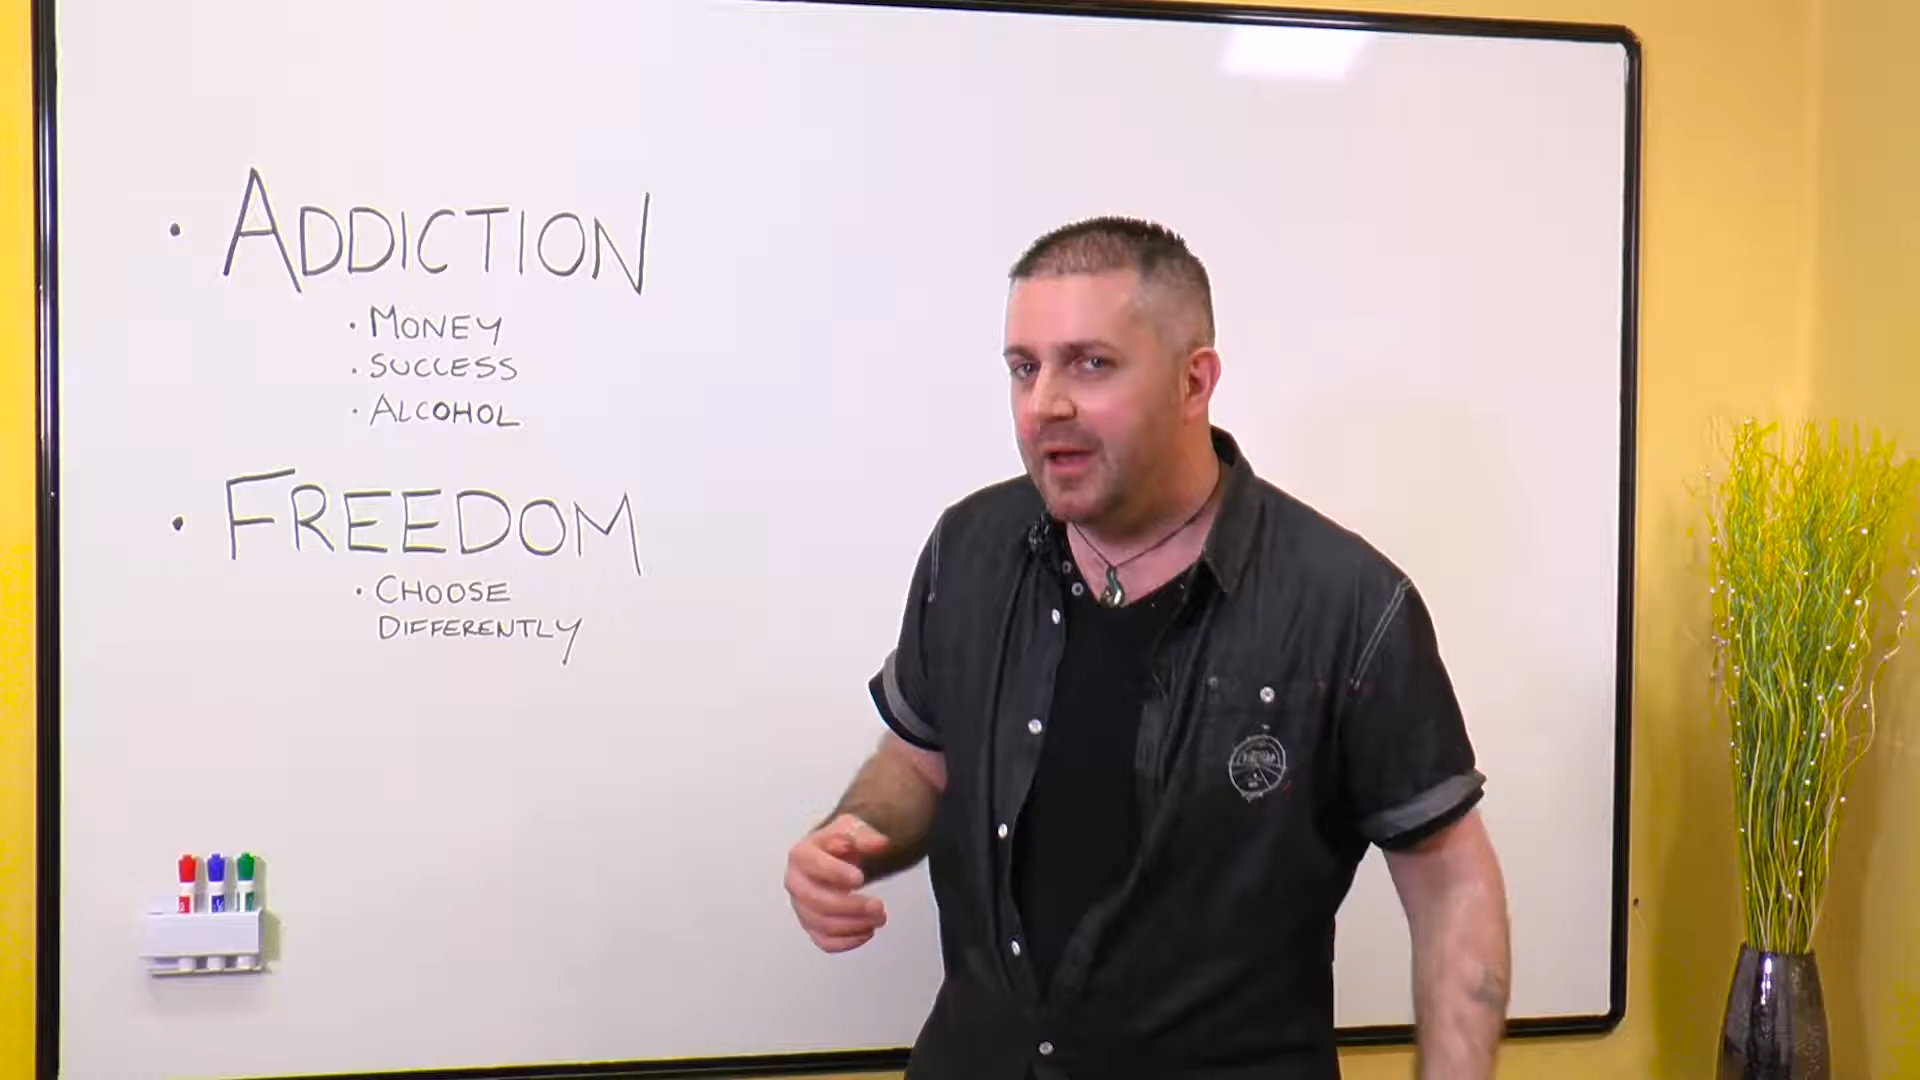 • ADDICTION
• MONEY
• SUCCESS
• ALCOHOL
• FREEDOM
• CHOOSE
DIFFERENTLY